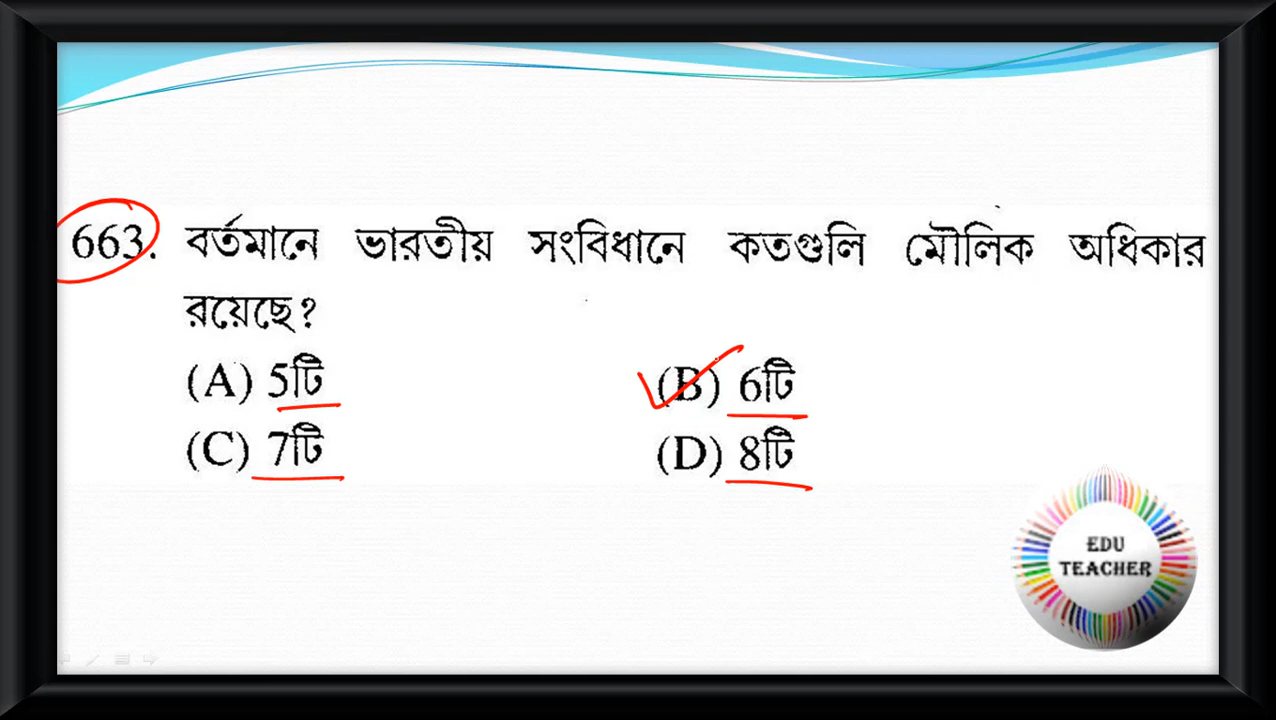 663. বর্তমানে ভারতীয় সংবিধানে কতগুলি মৌলিক অধিকার
রয়েছে?
(A) 5টি (B) 6টি
(C) 7টি (D) 8টি
EDU
TEACHER